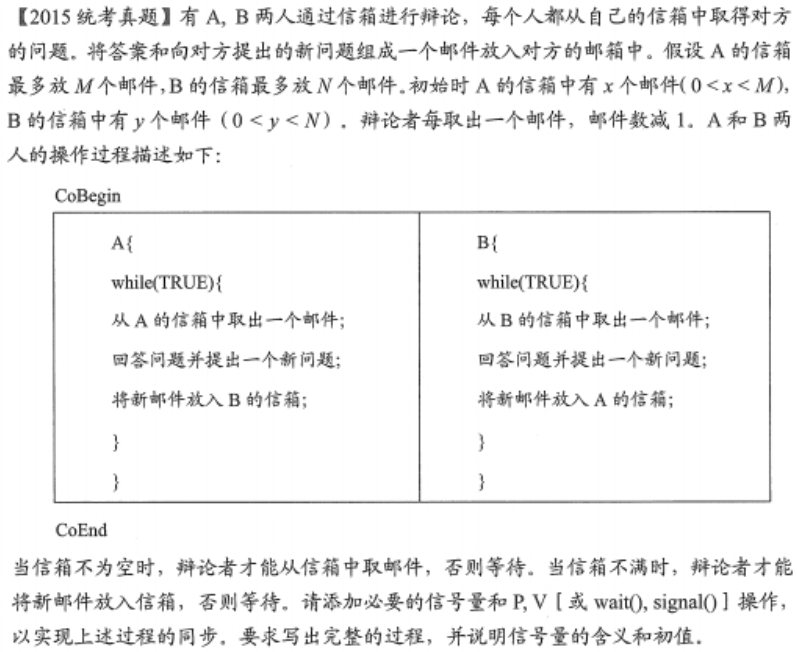 【2015 统考真题】有 A, B 两人通过信箱进行辩论，每个人都从自己的信箱中取得对方
的问题。将答案和向对方提出的新问题组成一个邮件放入对方的邮箱中。假设 A 的信箱
最多放 M 个邮件,B 的信箱最多放 N 个邮件。初始时 A 的信箱中有 x 个邮件(0<x<M),
B 的信箱中有 y 个邮件（0<y<N）. 辩论者每取出一个邮件，邮件数减 1。A 和 B 两
人的操作过程描述如下：
CoBegin
A{
while(TRUE){
从 A 的信箱中取出一个邮件;
回答问题并提出一个新问题;
将新邮件放入 B 的信箱;
}
}
B{
while(TRUE){
从 B 的信箱中取出一个邮件;
回答问题并提出一个新问题;
将新邮件放入 A 的信箱;
}
}
CoEnd
当信箱不为空时，辩论者才能从信箱中取邮件，否则等待。当信箱不满时，辩论者才能
将新邮件放入信箱，否则等待。请添加必要的信号量和 P, V [ 或 wait(), signal() ] 操作，
以实现上述过程的同步。要求写出完整的过程，并说明信号量的含义和初值。